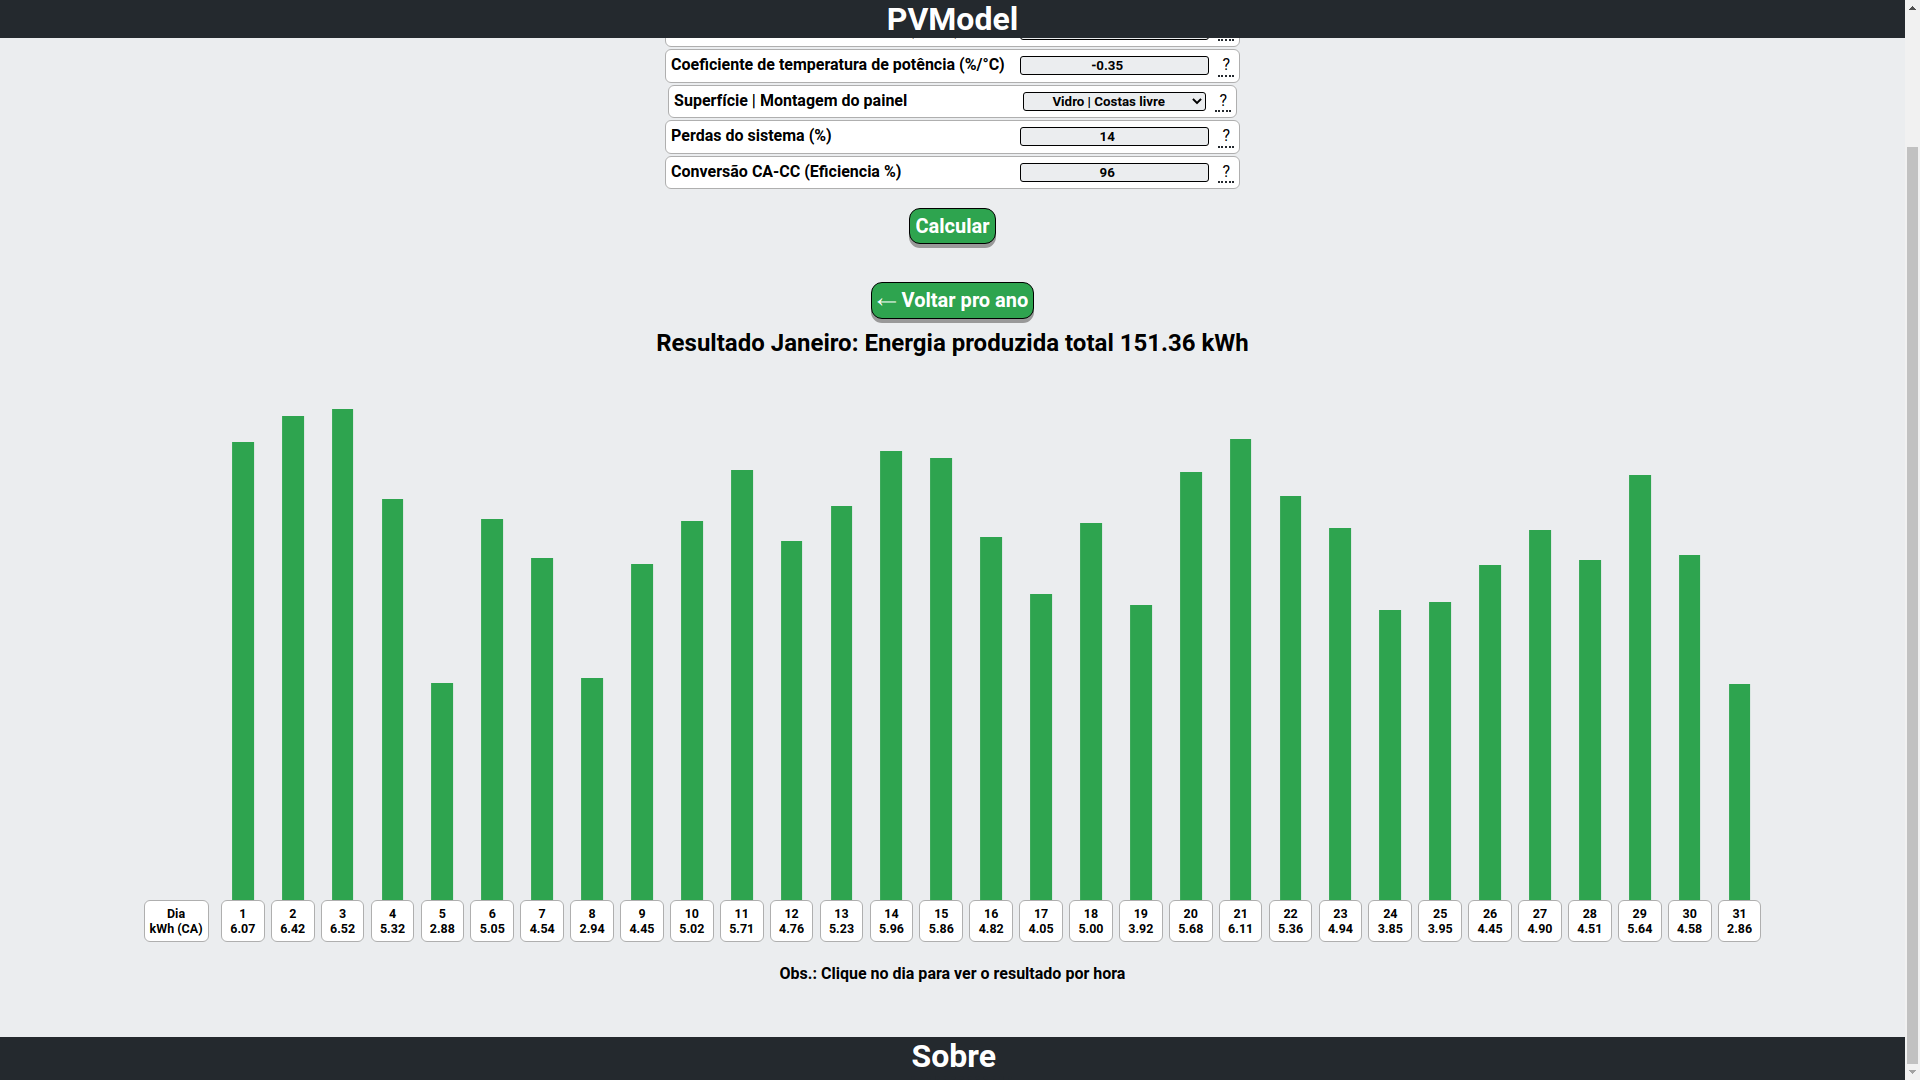 PVModel
Coeficiente de temperatura de potência (%/°C) -0.35 ?
Superfície | Montagem do painel Vidro | Costas livre ?
Perdas do sistema (%) 14 ?
Conversão CA-CC (Eficiencia %) 96 ?
Calcular
← Voltar pro ano
Resultado Janeiro: Energia produzida total 151.36 kWh
Dia 1 2 3 4 5 6 7 8 9 10 11 12 13 14 15 16 17 18 19 20 21 22 23 24 25 26 27 28 29 30 31
kWh (CA) 6.07 6.42 6.52 5.32 2.88 5.05 4.54 2.94 4.45 5.02 5.71 4.76 5.23 5.96 5.86 4.82 4.05 5.00 3.92 5.68 6.11 5.36 4.94 3.85 3.95 4.45 4.90 4.51 5.64 4.58 2.86
Obs.: Clique no dia para ver o resultado por hora
Sobre